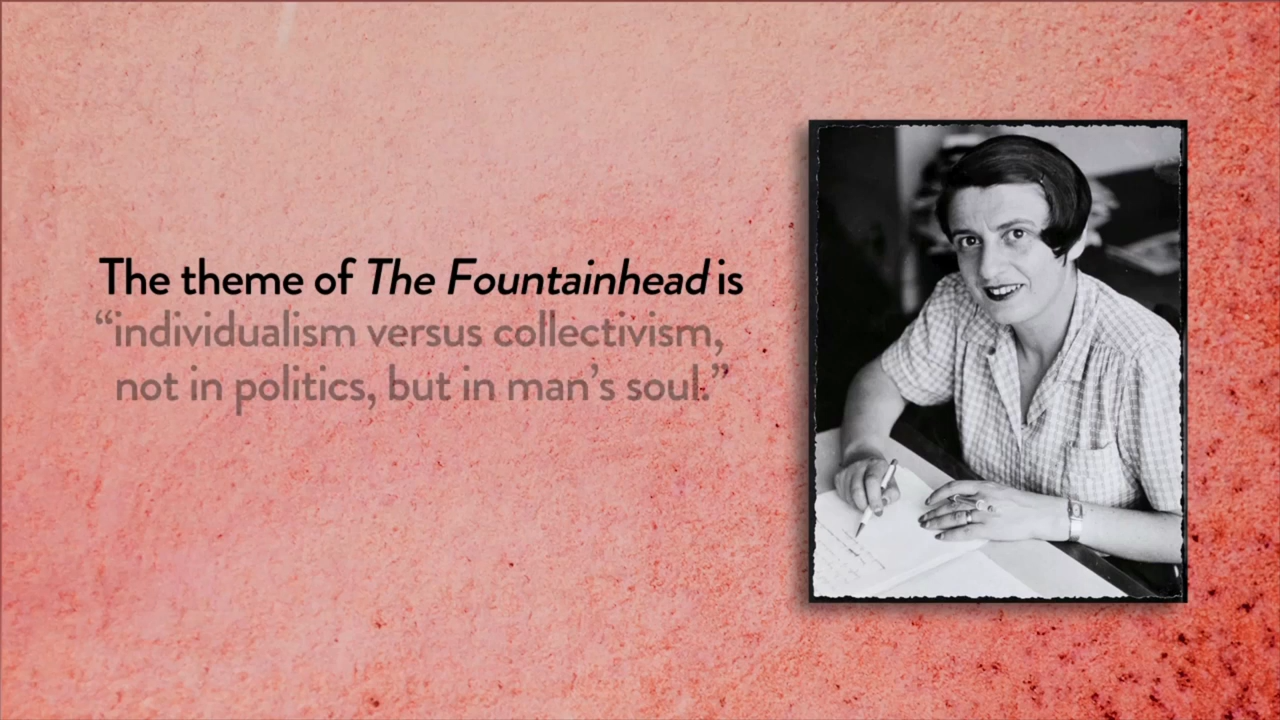 The theme of The Fountainhead is
“individualism versus collectivism,
not in politics, but in man’s soul.”